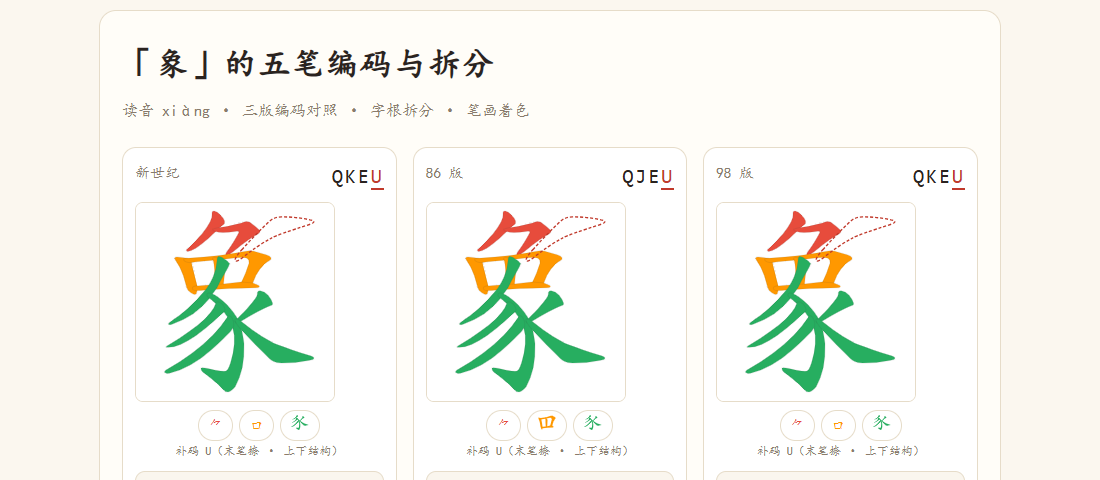 「象」的五笔编码与拆分
读音 xiàng • 三版编码对照 • 字根拆分 • 笔画着色
新世纪 QKEU
象
补码 U(末笔捺 • 上下结构)
86 版 QJEU
象
补码 U(末笔捺 • 上下结构)
98 版 QKEU
象
补码 U(末笔捺 • 上下结构)